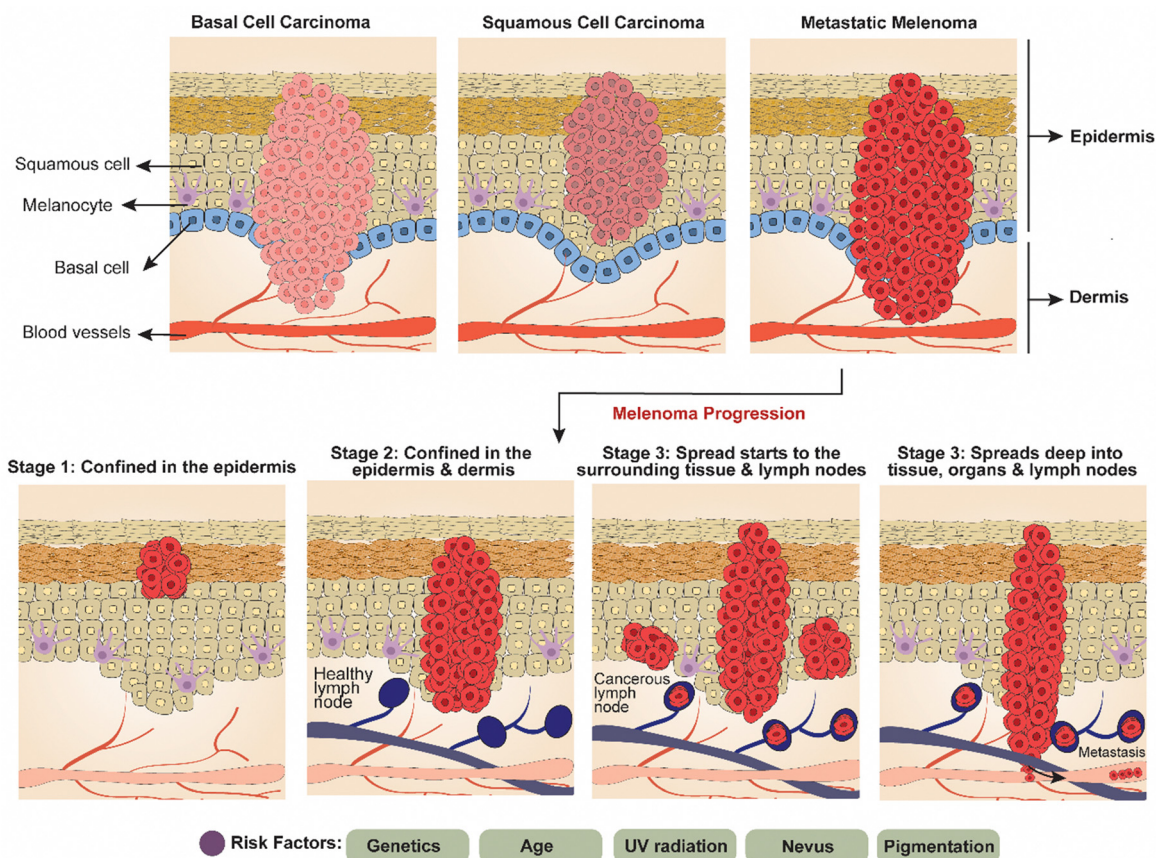 Basal Cell Carcinoma
Squamous Cell Carcinoma
Metastatic Melenoma
Squamous cell
Melanocyte
Basal cell
Blood vessels
Epidermis
Dermis
Melenoma Progression
Stage 1: Confined in the epidermis
Stage 2: Confined in the
epidermis & dermis
Stage 3: Spread starts to the
surrounding tissue & lymph nodes
Stage 3: Spreads deep into
tissue, organs & lymph nodes
Healthy
lymph
node
Cancerous
lymph
node
Metastasis
Risk Factors:
Genetics
Age
UV radiation
Nevus
Pigmentation